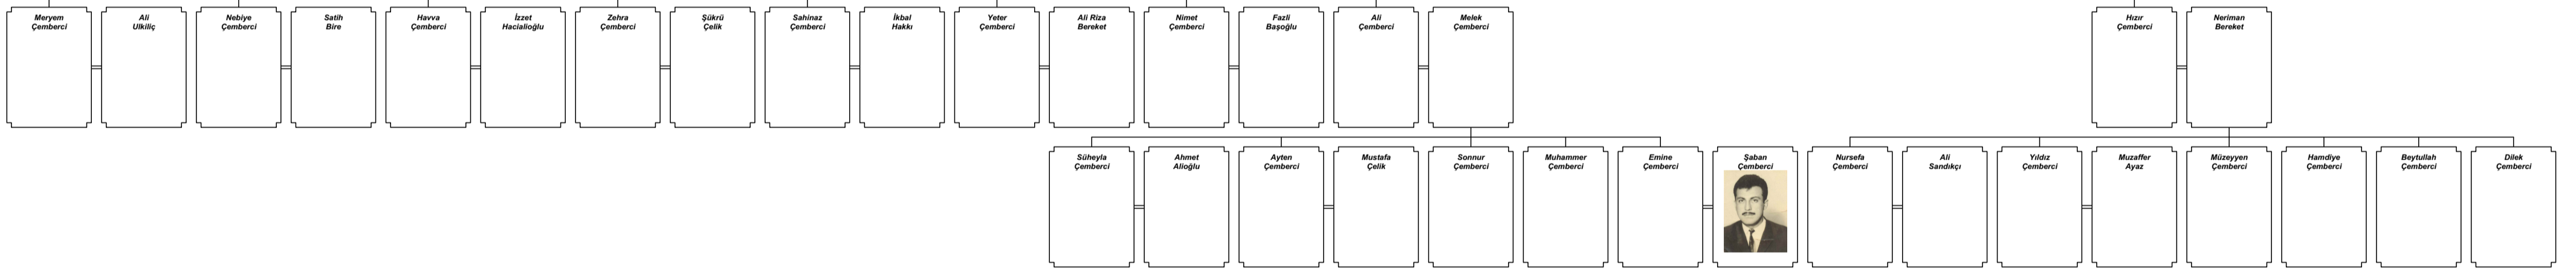 Meryem
Çemberci
Ali
Ulkiliç
Nebiye
Çemberci
Satih
Bire
Havva
Çemberci
İzzet
Hacialioğlu
Zehra
Çemberci
Şükrü
Çelik
Sahinaz
Çemberci
İkbal
Hakkı
Yeter
Çemberci
Ali Riza
Bereket
Nimet
Çemberci
Fazli
Başoğlu
Ali
Çemberci
Melek
Çemberci
Hızır
Çemberci
Neriman
Bereket
Süheyla
Çemberci
Ahmet
Alioğlu
Ayten
Çemberci
Mustafa
Çelik
Sonnur
Çemberci
Muhammer
Çemberci
Emine
Çemberci
Şaban
Çemberci
Nursefa
Çemberci
Ali
Sandıkçı
Yıldız
Çemberci
Muzaffer
Ayaz
Müzeyyen
Çemberci
Hamdiye
Çemberci
Beytullah
Çemberci
Dilek
Çemberci